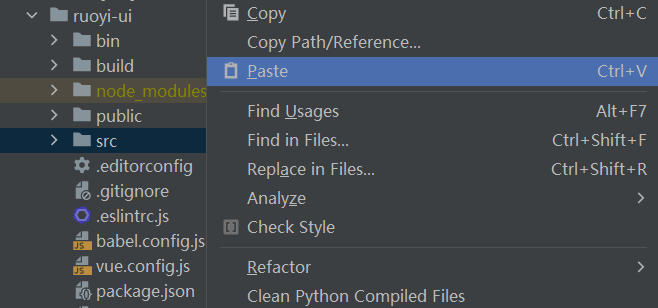 ruoyi-ui
bin
build
node_modules
public
src
.editorconfig
.gitignore
.eslintrc.js
babel.config.js
vue.config.js
package.json
Copy Ctrl+C
Copy Path/Reference...
Paste Ctrl+V
Find Usages Alt+F7
Find in Files... Ctrl+Shift+F
Replace in Files... Ctrl+Shift+R
Analyze
Check Style
Refactor
Clean Python Compiled Files